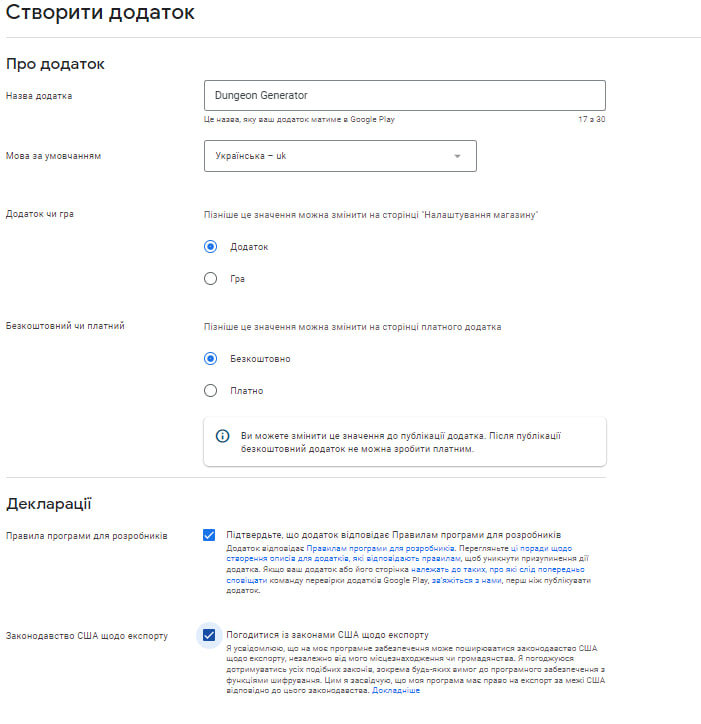 Створити додаток
Про додаток
Назва додатка
Dungeon Generator
Це назва, яку ваш додаток матиме в Google Play
17 з 30
Мова за умовчанням
Українська – uk
Додаток чи гра
Пізніше це значення можна змінити на сторінці "Налаштування магазину"
Додаток
Гра
Безкоштовний чи платний
Пізніше це значення можна змінити на сторінці платного додатка
Безкоштовно
Платно
Ви можете змінити це значення до публікації додатка. Після публікації
безкоштовний додаток не можна зробити платним.
Декларації
Правила програми для розробників
Підтвердьте, що додаток відповідає Правилам програми для розробників
Додаток відповідає Правилам програми для розробників. Перегляньте ці поради щодо
створення описів для додатків, які відповідають правилам, щоб уникнути призупинення дії
додатка. Якщо ваш додаток або його сторінка належать до таких, про які слід попередньо
сповіщати команду перевірки додатків Google Play, зв'яжіться з нами, перш ніж публікувати
додаток.
Законодавство США щодо експорту
Погодитися із законами США щодо експорту
Я усвідомлюю, що на моє програмне забезпечення може поширюватися законодавство США
щодо експорту, незалежно від мого місцезнаходження чи громадянства. Я погоджуюся
дотримуватись усіх подібних законів, зокрема будь-яких вимог до програмного забезпечення з
функціями шифрування. Цим я засвідчую, що моя програма має право на експорт за межі США
відповідно до цього законодавства. Докладніше